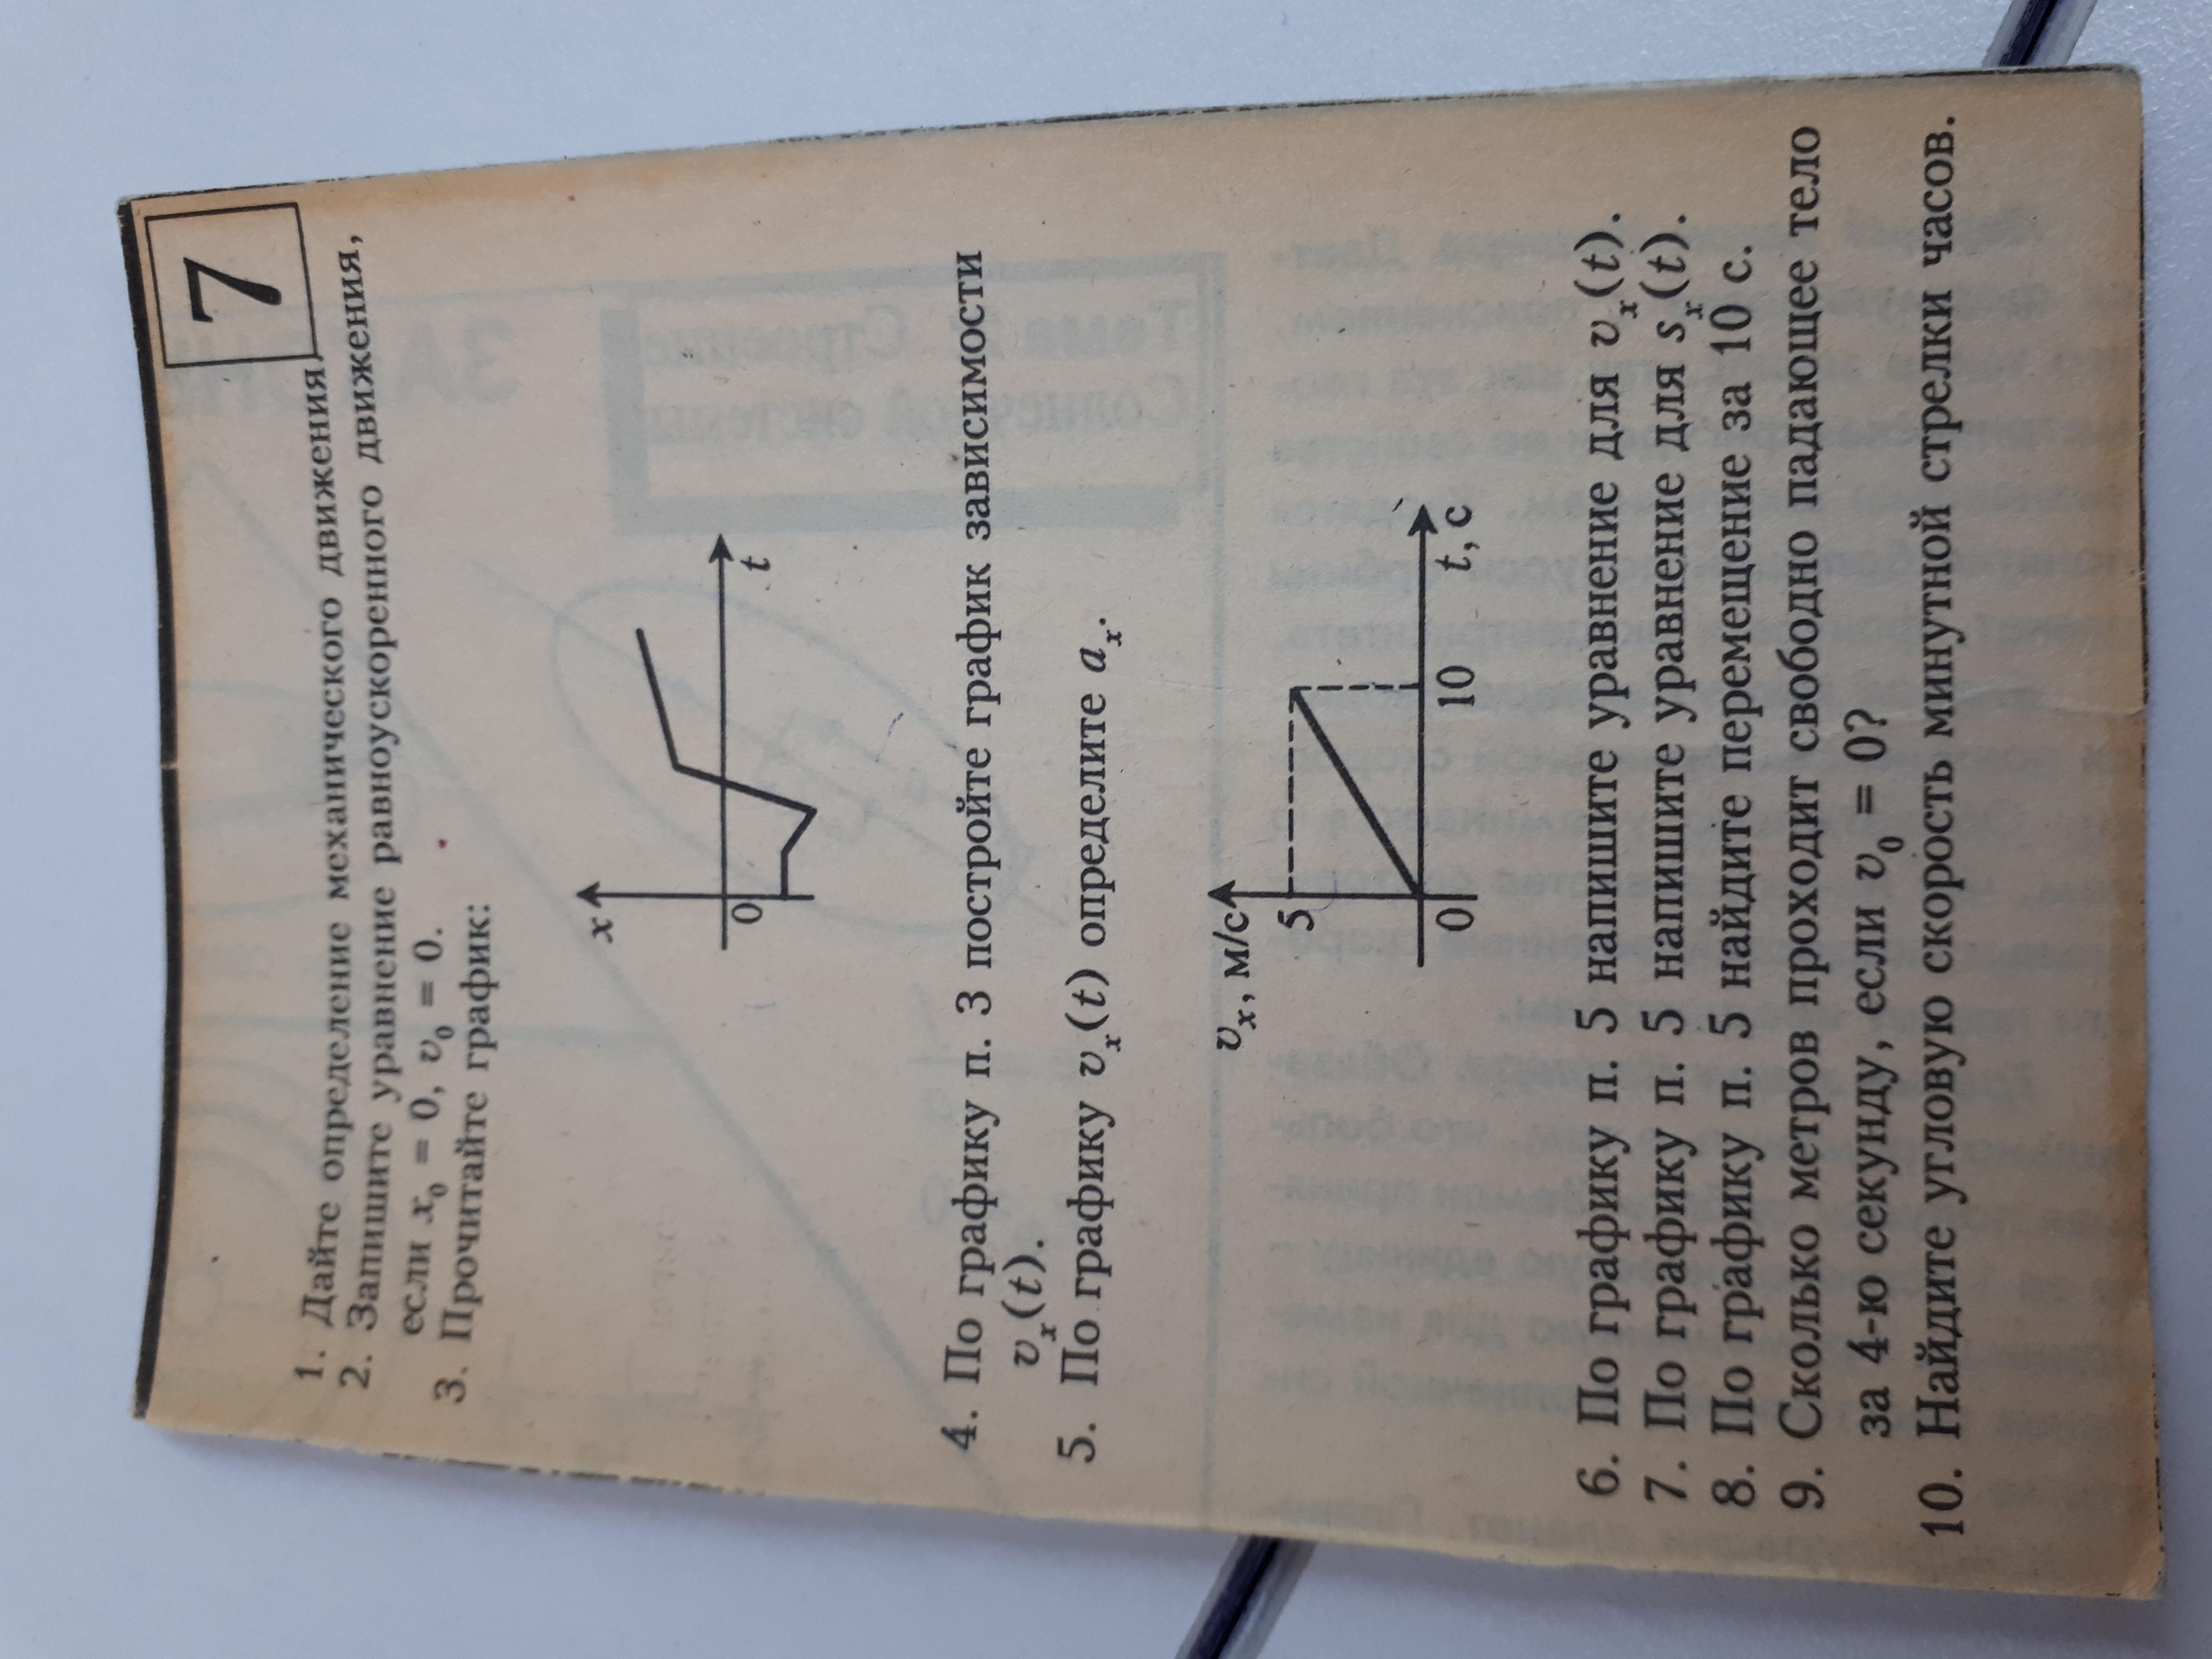 7
1. Дайте определение механического движения.
2. Запишите уравнение равноускоренного движения,
если x₀ = 0, v₀ = 0.
3. Прочитайте график:
x
0
t
4. По графику п. 3 постройте график зависимости
vₓ(t).
5. По графику vₓ(t) определите aₓ.
vₓ, м/с
5
0
10
t, с
6. По графику п. 5 напишите уравнение для vₓ(t).
7. По графику п. 5 напишите уравнение для sₓ(t).
8. По графику п. 5 найдите перемещение за 10 с.
9. Сколько метров проходит свободно падающее тело
за 4-ю секунду, если v₀ = 0?
10. Найдите угловую скорость минутной стрелки часов.